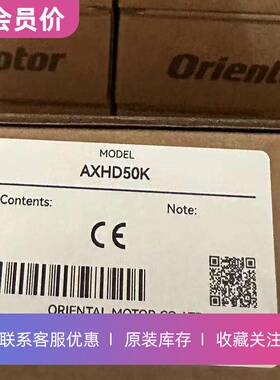 会员价
Motor
Oriental
MODEL
AXHD50K
Contents:
Note:
CE
ORIENTAL MOTOR CO.,LTD.
联系客服优惠 | 原装库存 | 收藏关注